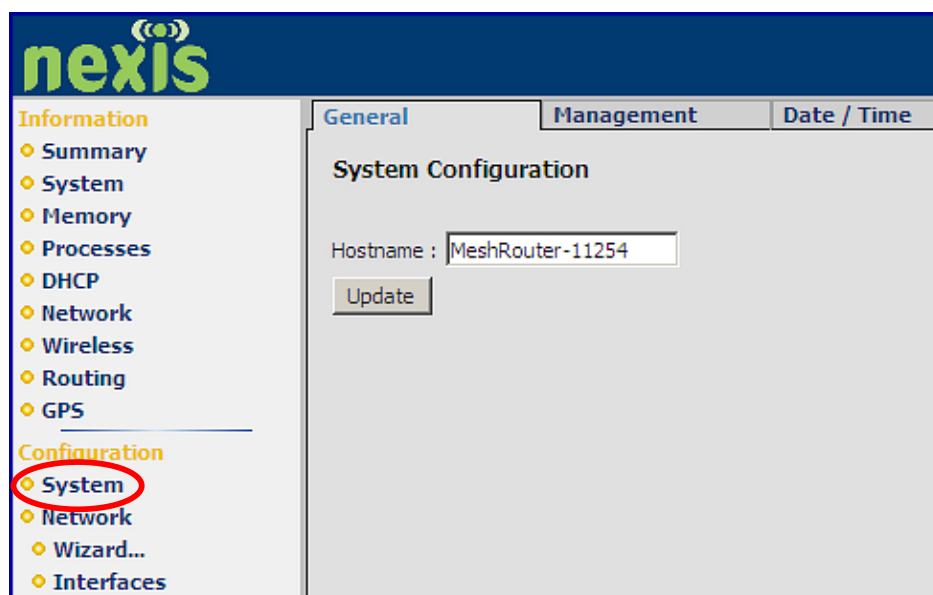 nexis
Information
Summary
System
Memory
Processes
DHCP
Network
Wireless
Routing
GPS
Configuration
System
Network
Wizard...
Interfaces
General Management Date / Time
System Configuration
Hostname : MeshRouter-11254
Update